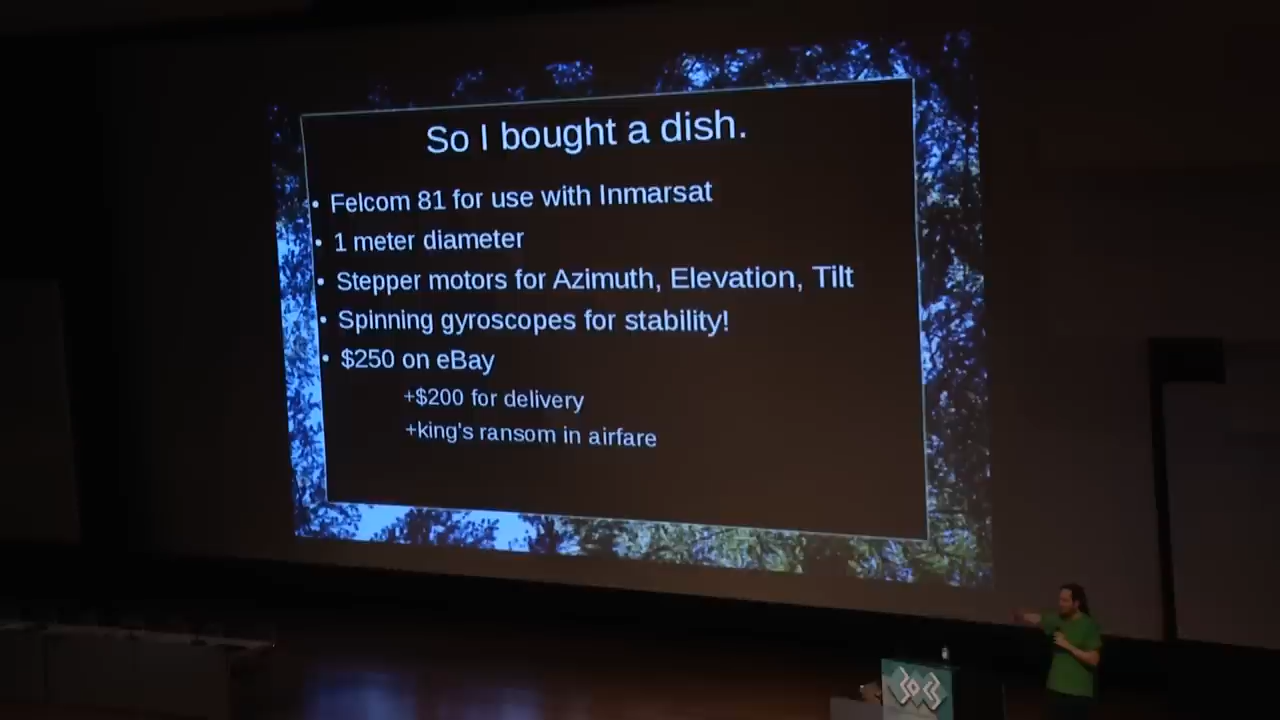 So I bought a dish.
• Felcom 81 for use with Inmarsat
• 1 meter diameter
• Stepper motors for Azimuth, Elevation, Tilt
• Spinning gyroscopes for stability!
• $250 on eBay
+$200 for delivery
+king's ransom in airfare
30C3